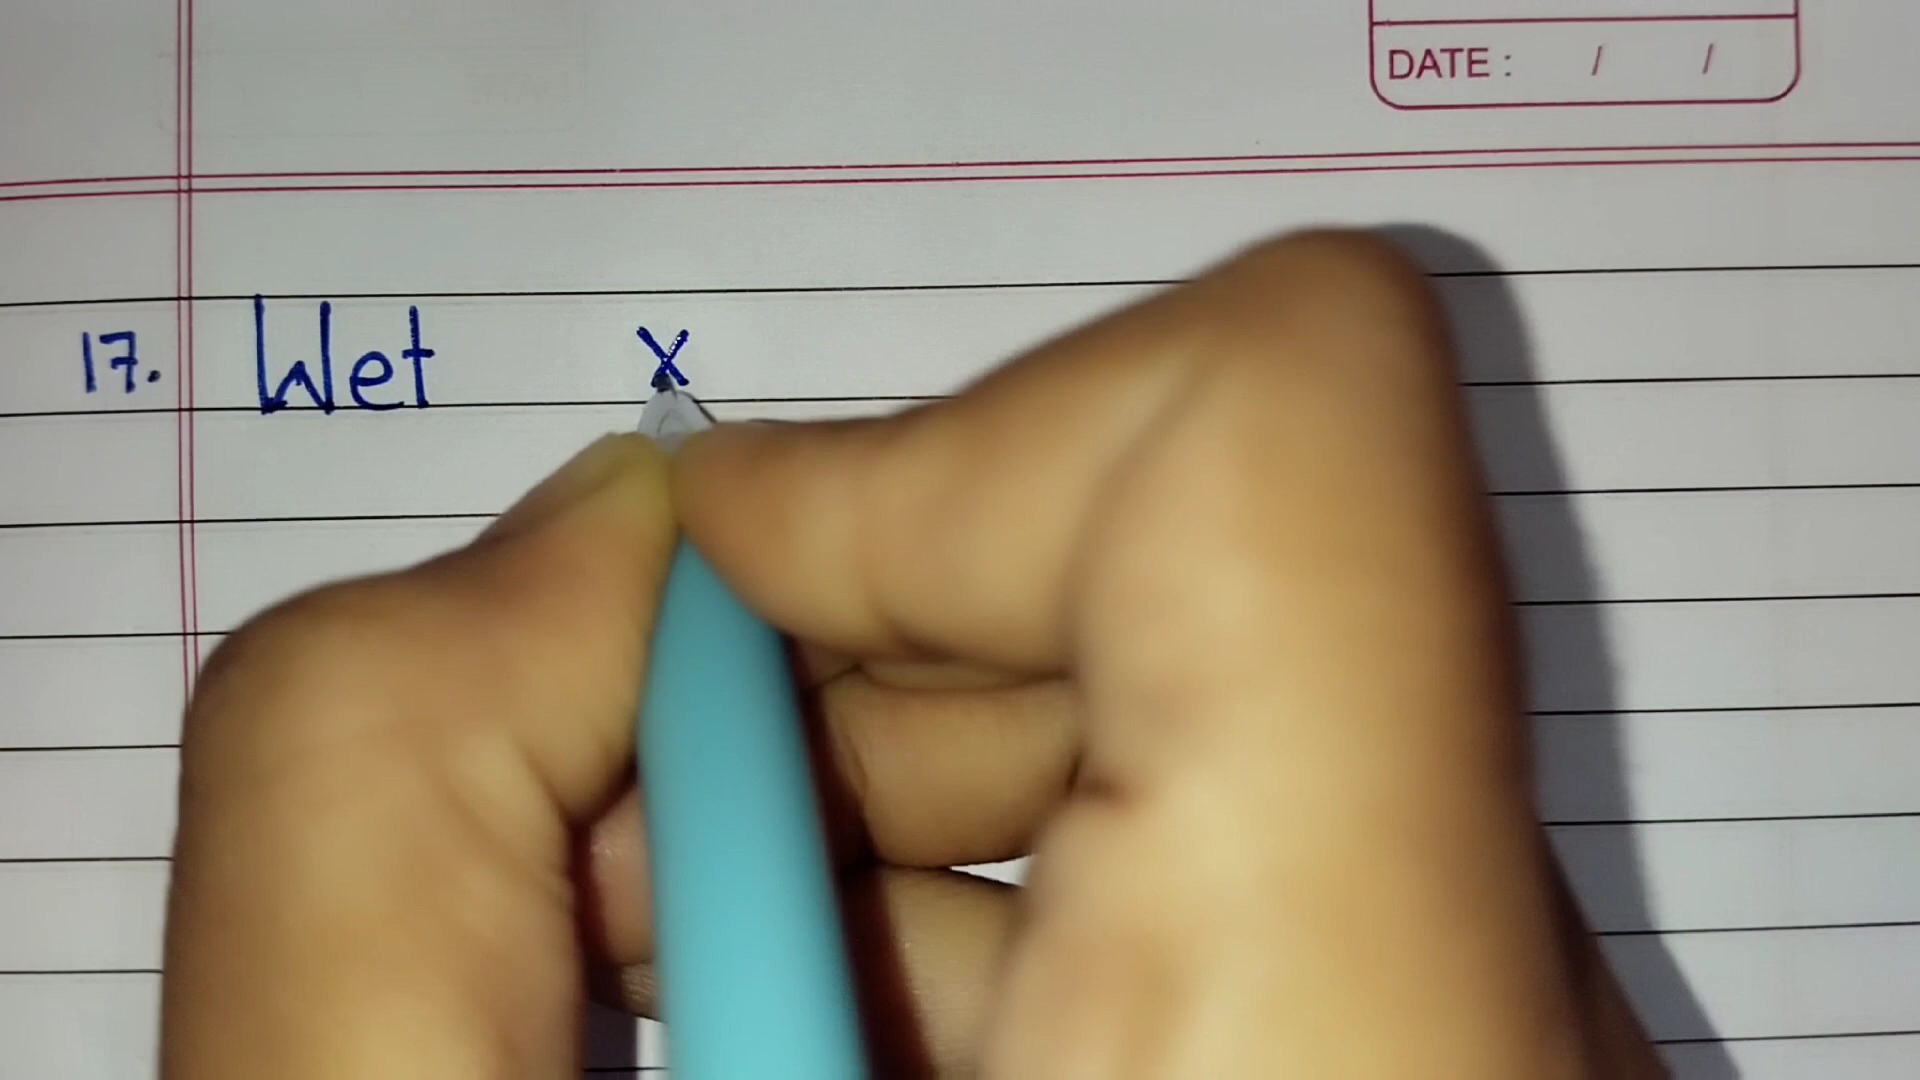 DATE : / /
17. Wet x